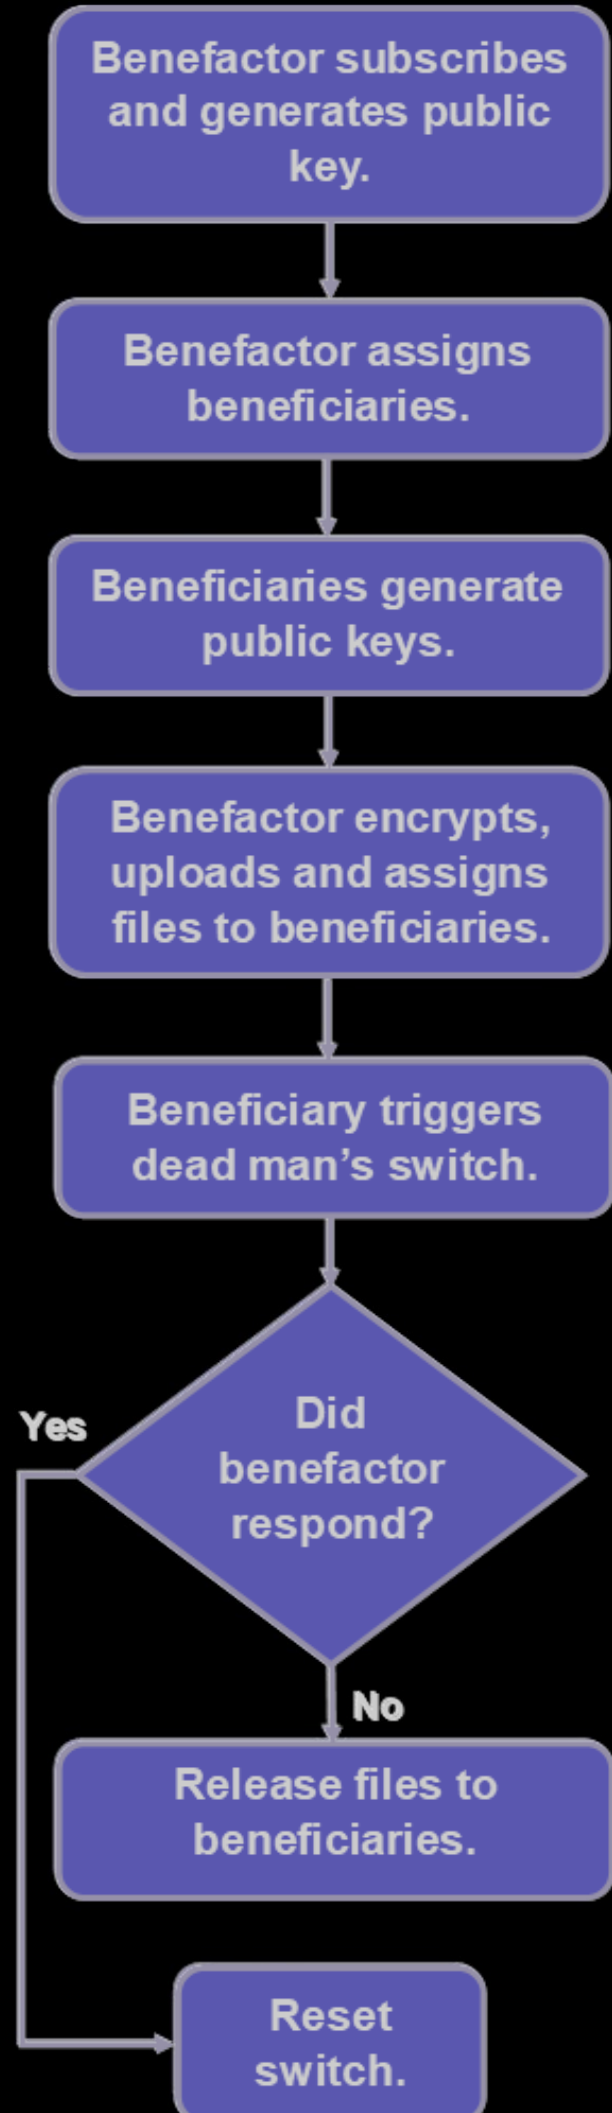 Benefactor subscribes
and generates public
key.
Benefactor assigns
beneficiaries.
Beneficiaries generate
public keys.
Benefactor encrypts,
uploads and assigns
files to beneficiaries.
Beneficiary triggers
dead man’s switch.
Did
benefactor
respond?
Yes
No
Release files to
beneficiaries.
Reset
switch.